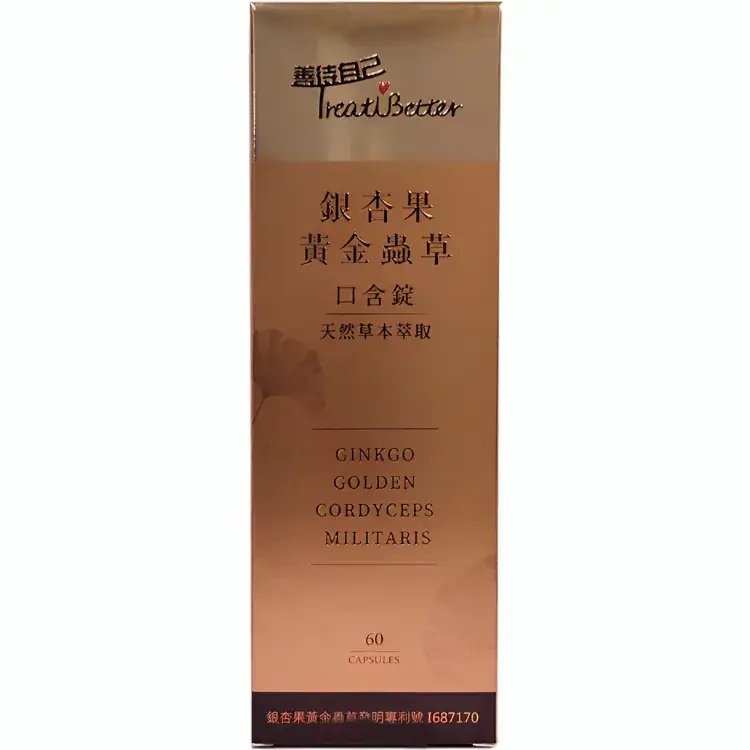 善待自己
TreatiBetter
銀杏果
黃金蟲草
口含錠
天然草本萃取
GINKGO
GOLDEN
CORDYCEPS
MILITARIS
60
CAPSULES
銀杏果黃金蟲草發明專利號 I687170